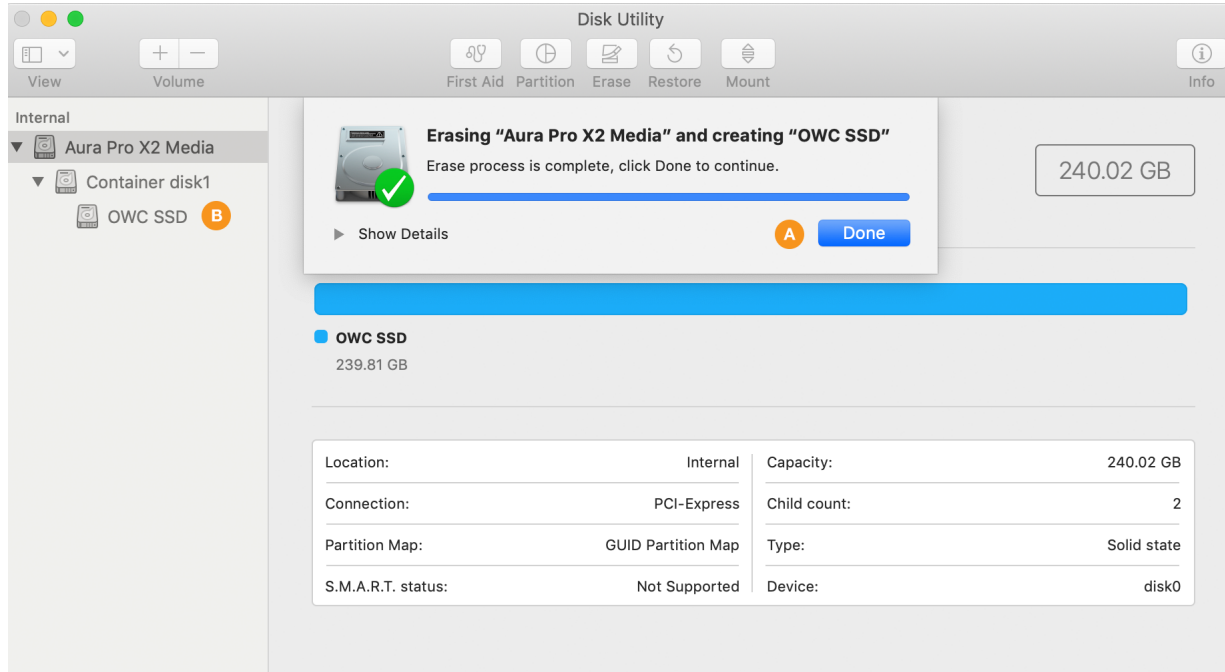 Disk Utility
View
Volume
First Aid
Partition
Erase
Restore
Mount
Info
Internal
Aura Pro X2 Media
Container disk1
OWC SSD B
Erasing “Aura Pro X2 Media” and creating “OWC SSD”
Erase process is complete, click Done to continue.
Show Details
A Done
240.02 GB
OWC SSD
239.81 GB
Location: Internal
Connection: PCI-Express
Partition Map: GUID Partition Map
S.M.A.R.T. status: Not Supported
Capacity: 240.02 GB
Child count: 2
Type: Solid state
Device: disk0